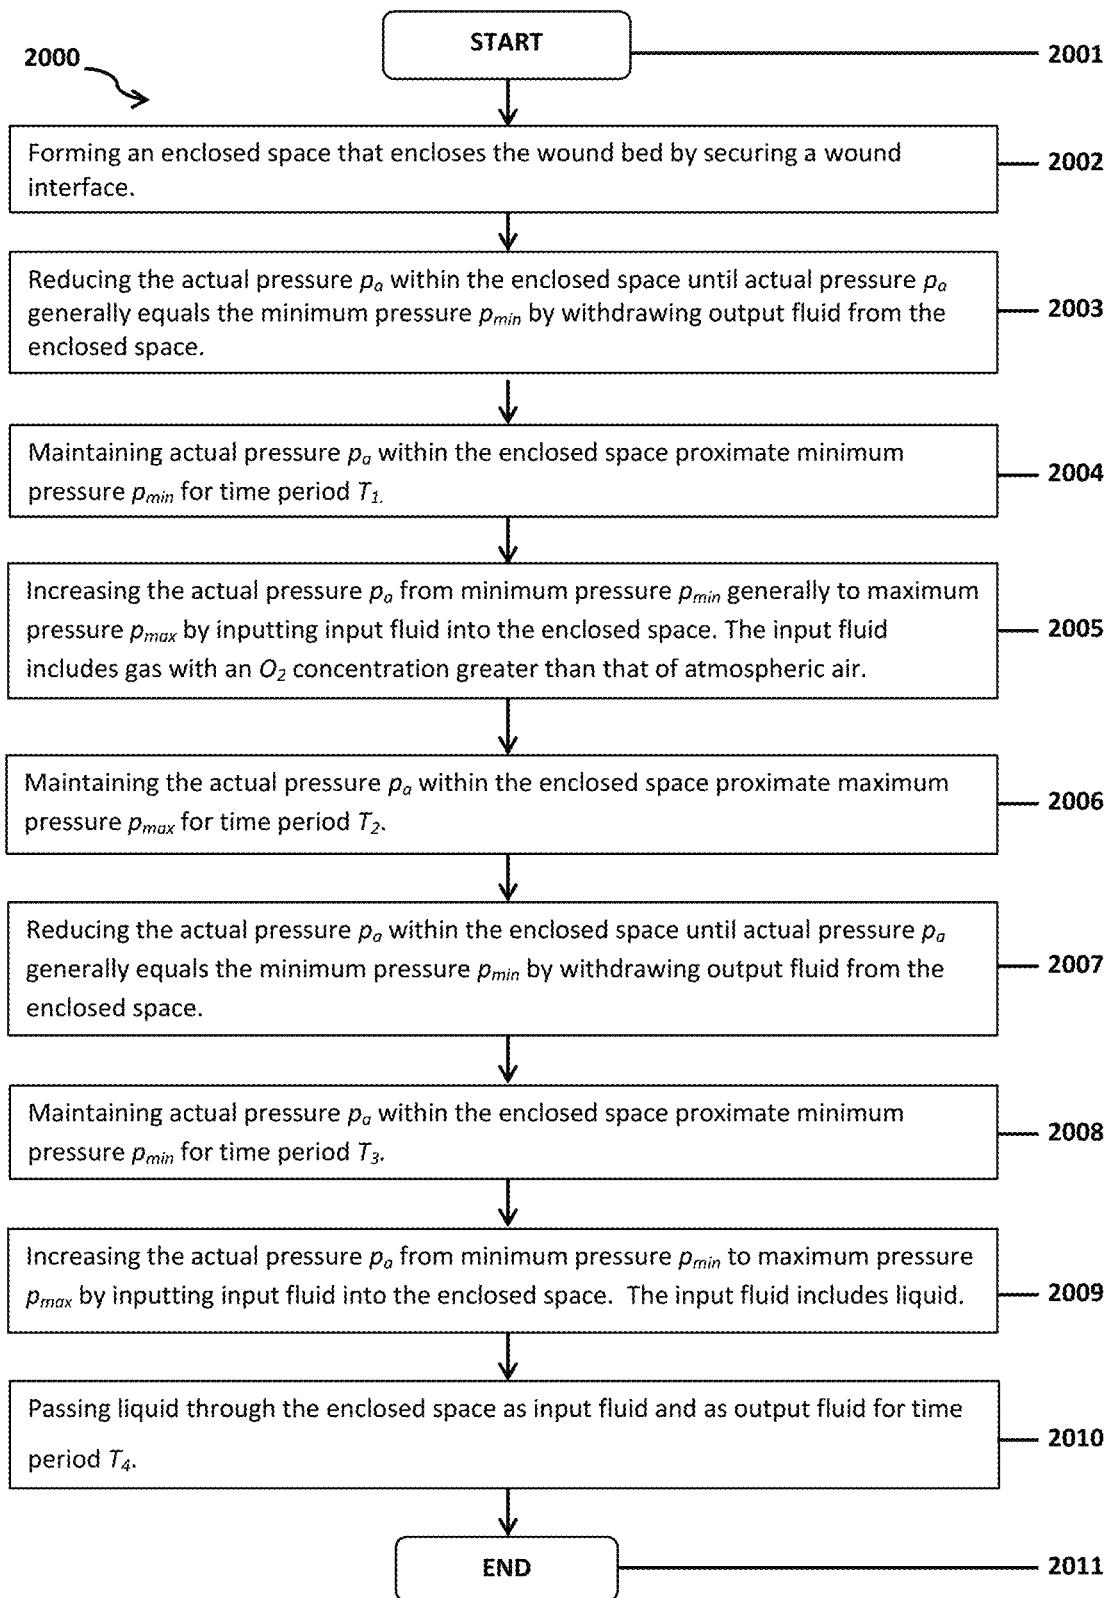 START
2001
2000
Forming an enclosed space that encloses the wound bed by securing a wound
interface.
2002
Reducing the actual pressure pa within the enclosed space until actual pressure pa
generally equals the minimum pressure pmin by withdrawing output fluid from the
enclosed space.
2003
Maintaining actual pressure pa within the enclosed space proximate minimum
pressure pmin for time period T1.
2004
Increasing the actual pressure pa from minimum pressure pmin generally to maximum
pressure pmax by inputting input fluid into the enclosed space. The input fluid
includes gas with an O2 concentration greater than that of atmospheric air.
2005
Maintaining the actual pressure pa within the enclosed space proximate maximum
pressure pmax for time period T2.
2006
Reducing the actual pressure pa within the enclosed space until actual pressure pa
generally equals the minimum pressure pmin by withdrawing output fluid from the
enclosed space.
2007
Maintaining actual pressure pa within the enclosed space proximate minimum
pressure pmin for time period T3.
2008
Increasing the actual pressure pa from minimum pressure pmin to maximum pressure
pmax by inputting input fluid into the enclosed space. The input fluid includes liquid.
2009
Passing liquid through the enclosed space as input fluid and as output fluid for time
period T4.
2010
END
2011